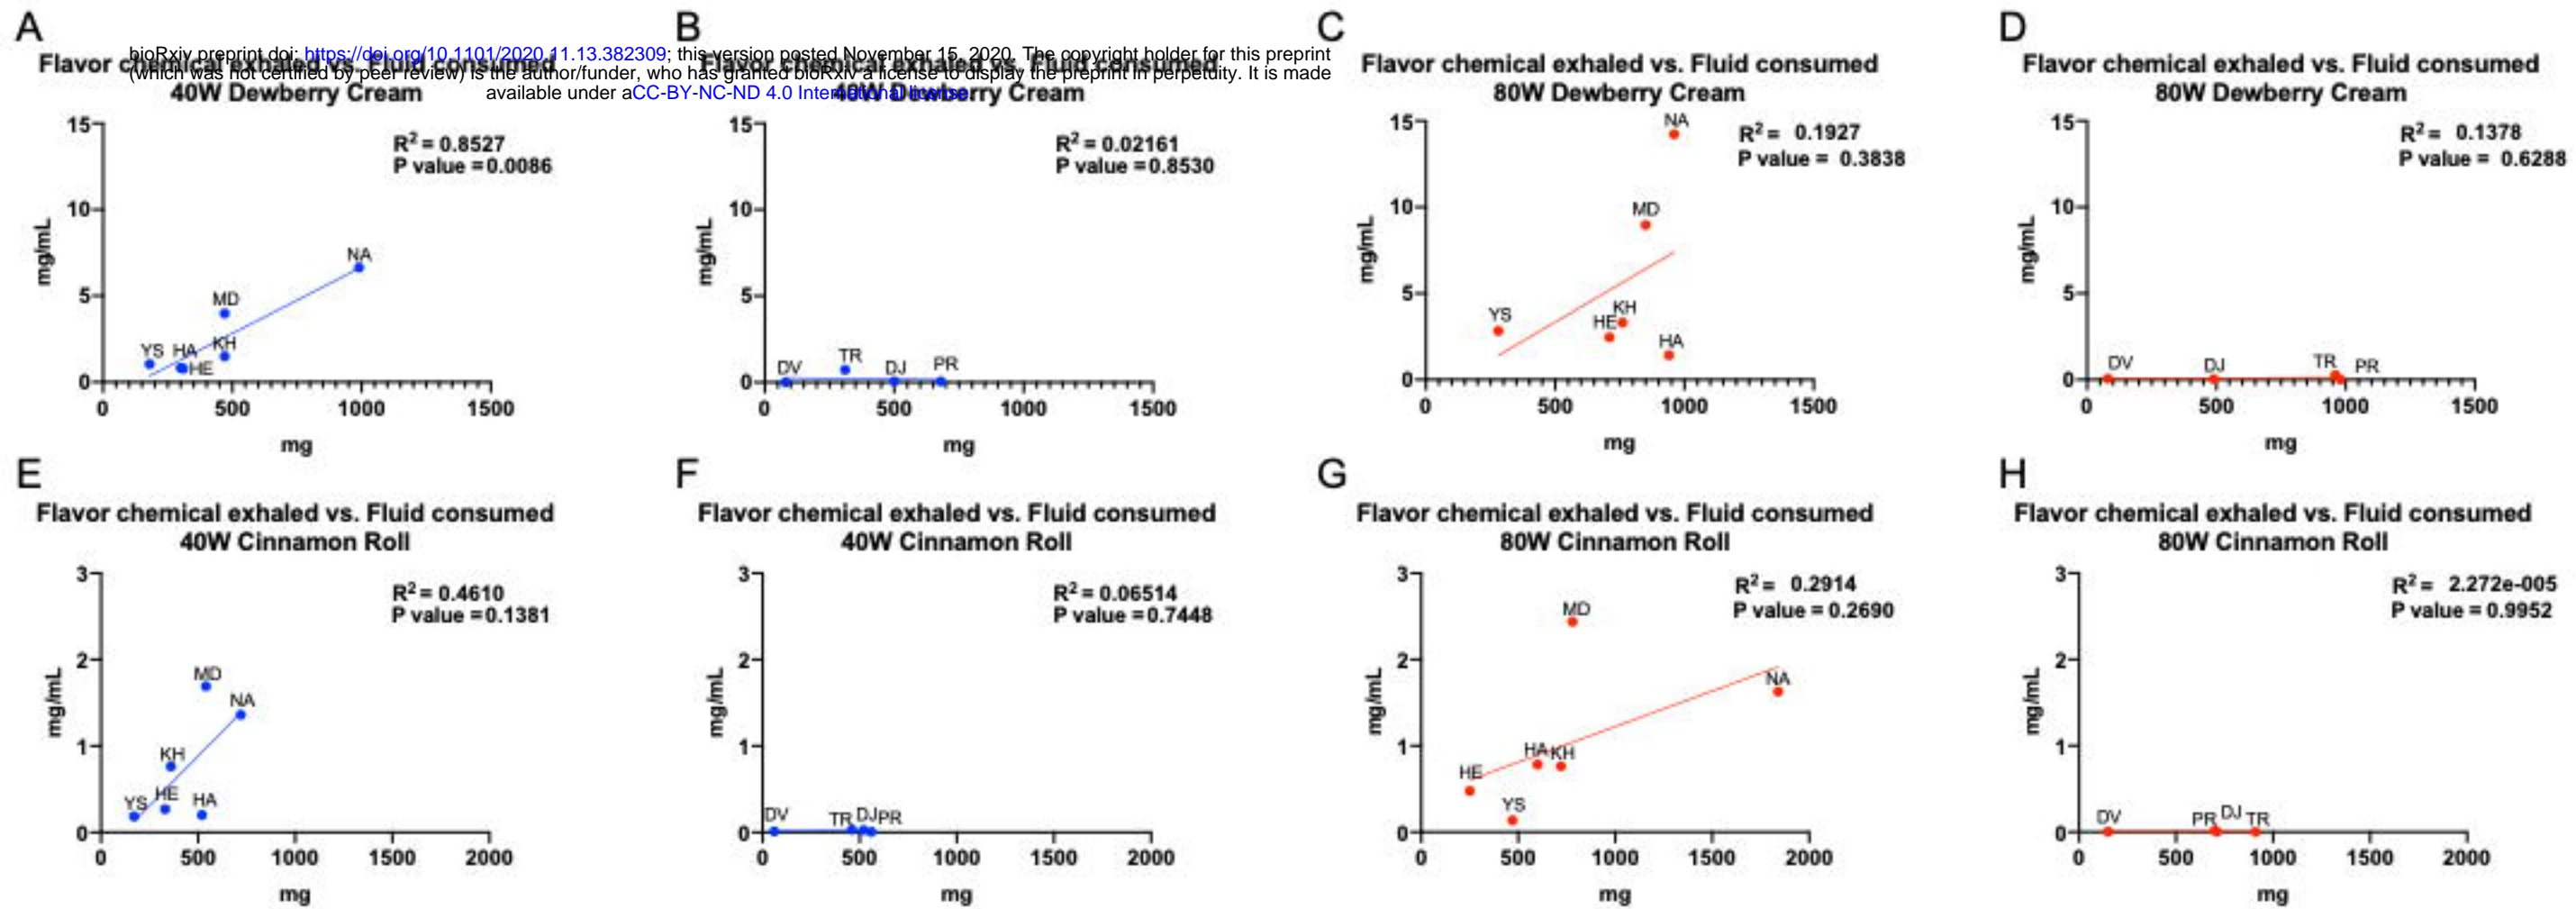 A
B
C
D
bioRxiv preprint doi: https://doi.org/10.1101/2020.11.13.382309; this version posted November 15, 2020. The copyright holder for this preprint
(which was not certified by peer review) is the author/funder, who has granted bioRxiv a license to display the preprint in perpetuity. It is made
available under aCC-BY-NC-ND 4.0 International license.
Flavor chemical exhaled vs. Fluid consumed
40W Dewberry Cream
R² = 0.8527
P value =0.0086
15
10
5
0
mg/mL
YS
HA
HE
MD
KH
NA
0 500 1000 1500
mg
Flavor chemical exhaled vs. Fluid consumed
40W Dewberry Cream
R² = 0.02161
P value =0.8530
15
10
5
0
mg/mL
DV
TR
DJ
PR
0 500 1000 1500
mg
Flavor chemical exhaled vs. Fluid consumed
80W Dewberry Cream
R² = 0.1927
P value = 0.3838
15
10
5
0
mg/mL
NA
MD
YS
KH
HE
HA
0 500 1000 1500
mg
Flavor chemical exhaled vs. Fluid consumed
80W Dewberry Cream
R² = 0.1378
P value = 0.6288
15
10
5
0
mg/mL
DV
DJ
TR
PR
0 500 1000 1500
mg
E
Flavor chemical exhaled vs. Fluid consumed
40W Cinnamon Roll
R² = 0.4610
P value =0.1381
3
2
1
0
mg/mL
MD
NA
KH
YS
HE
HA
0 500 1000 1500 2000
mg
F
Flavor chemical exhaled vs. Fluid consumed
40W Cinnamon Roll
R² = 0.06514
P value =0.7448
3
2
1
0
mg/mL
DV
TR
DJ
PR
0 500 1000 1500 2000
mg
G
Flavor chemical exhaled vs. Fluid consumed
80W Cinnamon Roll
R² = 0.2914
P value = 0.2690
3
2
1
0
mg/mL
MD
NA
HA
KH
HE
YS
0 500 1000 1500 2000
mg
H
Flavor chemical exhaled vs. Fluid consumed
80W Cinnamon Roll
R² = 2.272e-005
P value = 0.9952
3
2
1
0
mg/mL
DV
PR
DJ
TR
0 500 1000 1500 2000
mg